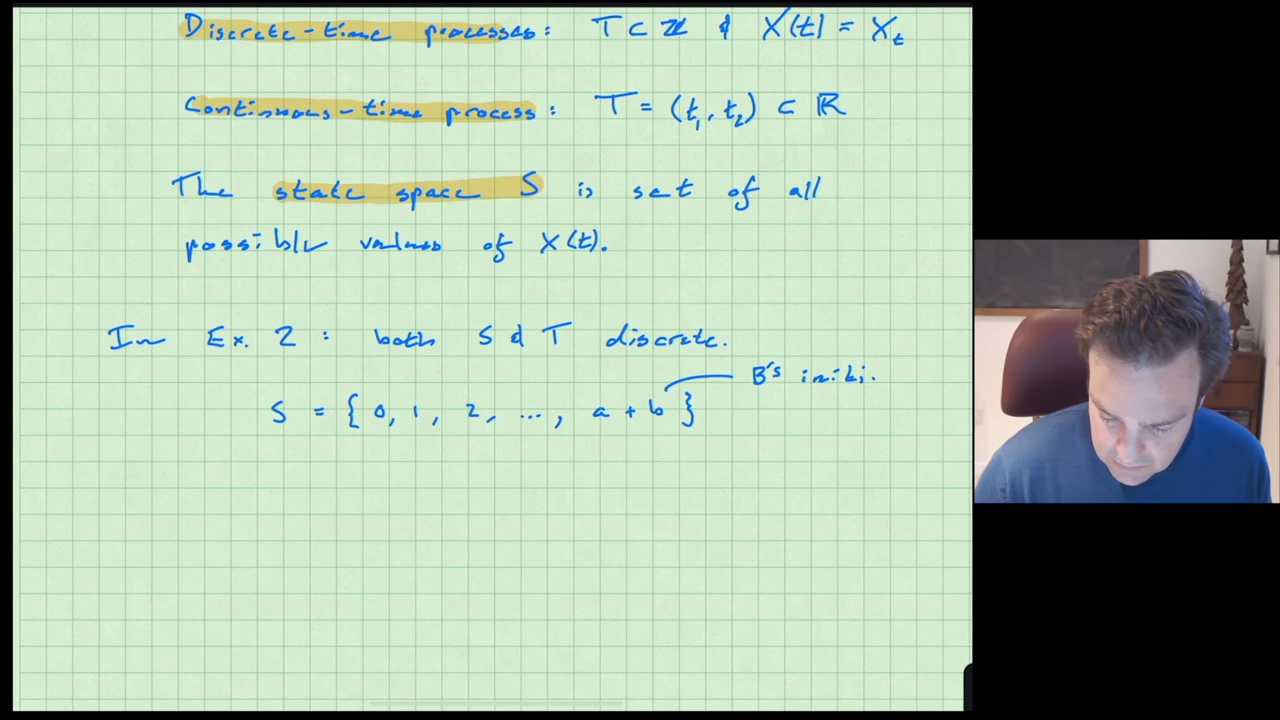 Discrete-time processes: T ⊂ ℤ & X(t) = X_t
Continuous-time process: T = (t₁, t₂) ⊂ ℝ
The state space S is set of all
possible values of X(t).
In Ex. 2: both S & T discrete.
B's initi.
S = { 0, 1, 2, ..., a + b }